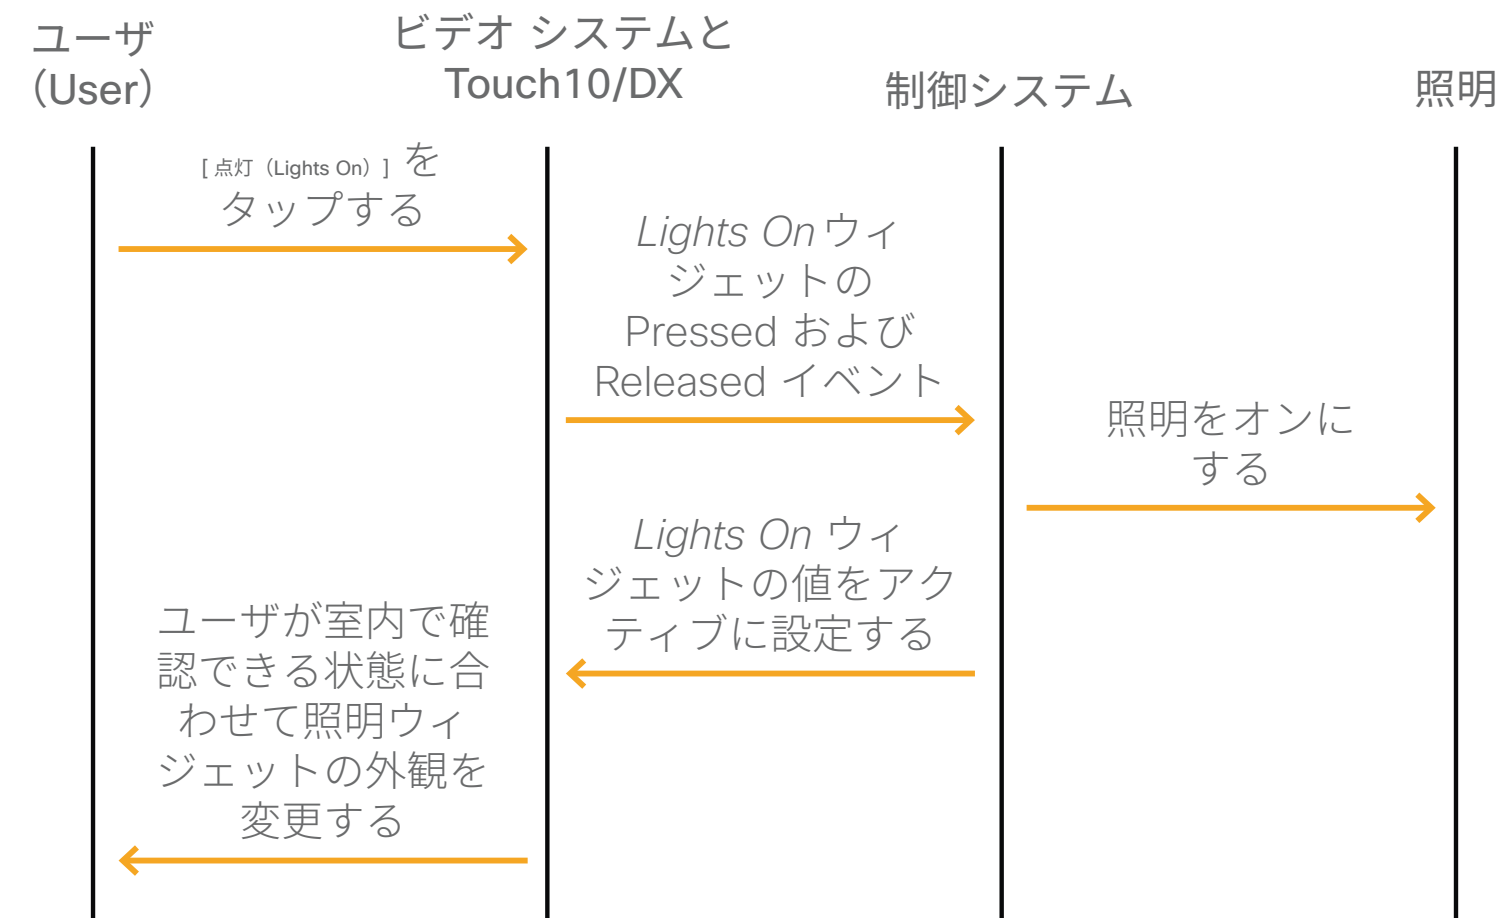 ユーザ
（User）
ビデオ システムと
Touch10/DX
制御システム
照明
[ 点灯（Lights On）] を
タップする
Lights On ウィ
ジェットの
Pressed および
Released イベント
照明をオンに
する
Lights On ウィ
ジェットの値をアク
ティブに設定する
ユーザが室内で確
認できる状態に合
わせて照明ウィ
ジェットの外観を
変更する